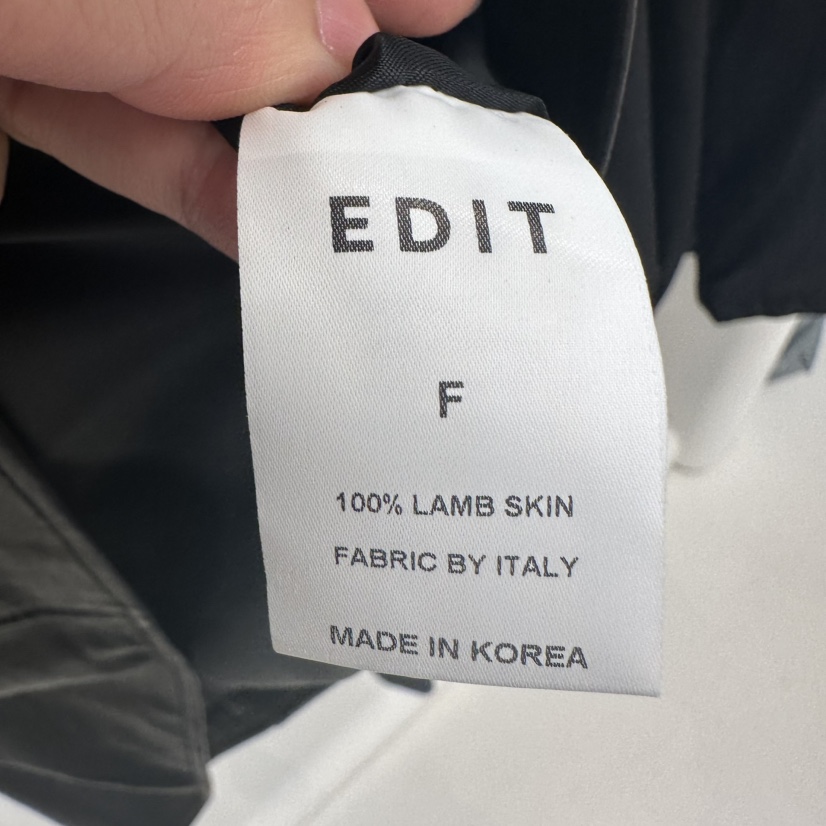 EDIT
F
100% LAMB SKIN
FABRIC BY ITALY
MADE IN KOREA